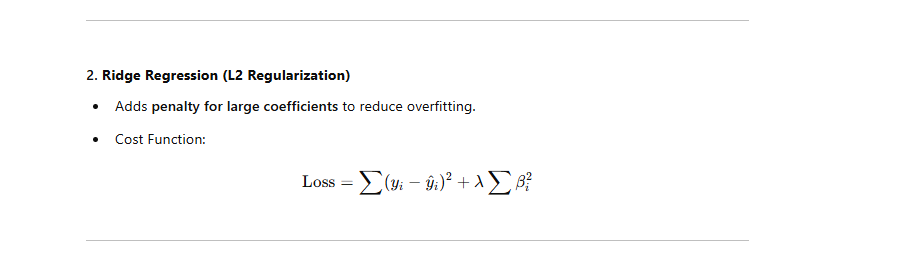 2. Ridge Regression (L2 Regularization)
• Adds penalty for large coefficients to reduce overfitting.
• Cost Function:
Loss = ∑(yᵢ − ŷᵢ)² + λ∑βᵢ²